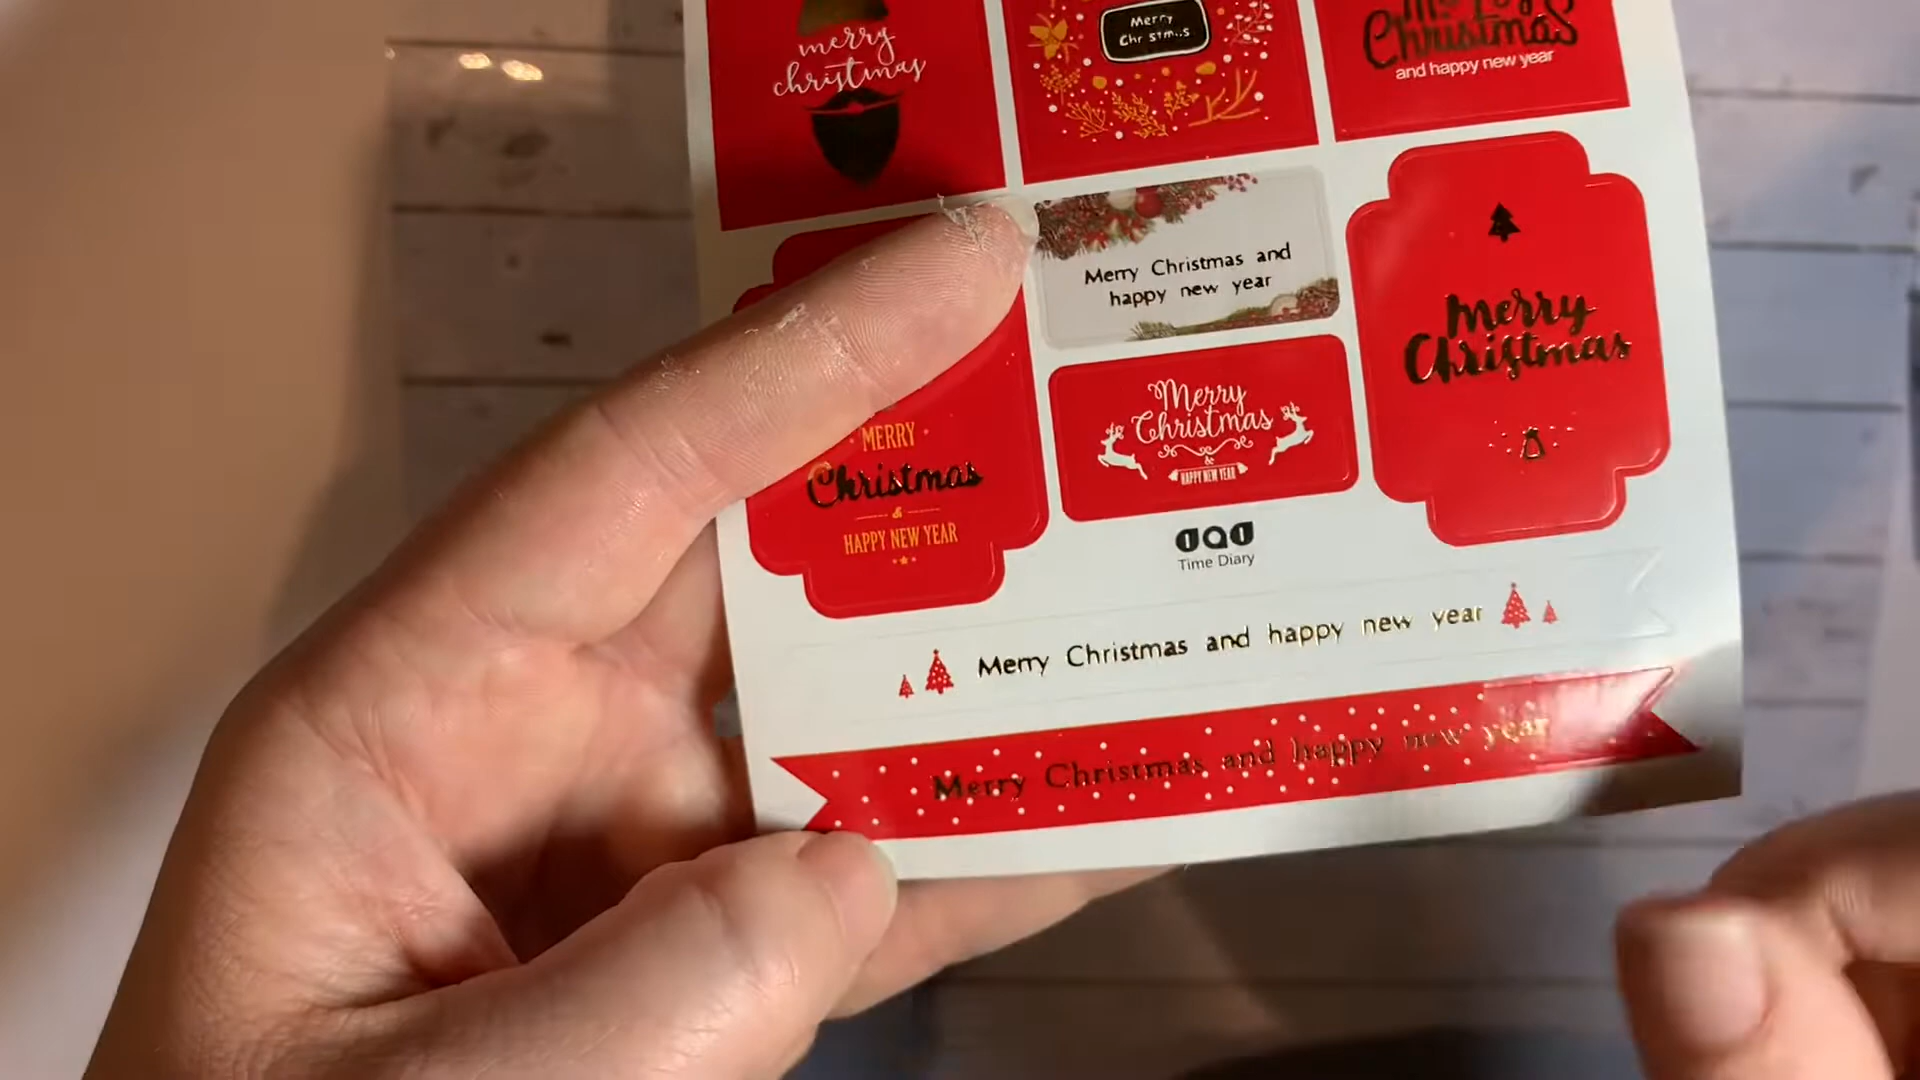 merry
christmas
Merry
Chr stm.s
Merry
Christmas
and happy new year
Merry Christmas and
happy new year
MERRY
Christmas
&
HAPPY NEW YEAR
Merry
Christmas
&
HAPPY NEW YEAR
Merry
Christmas
Time Diary
Merry Christmas and happy new year
Merry Christmas and happy new year